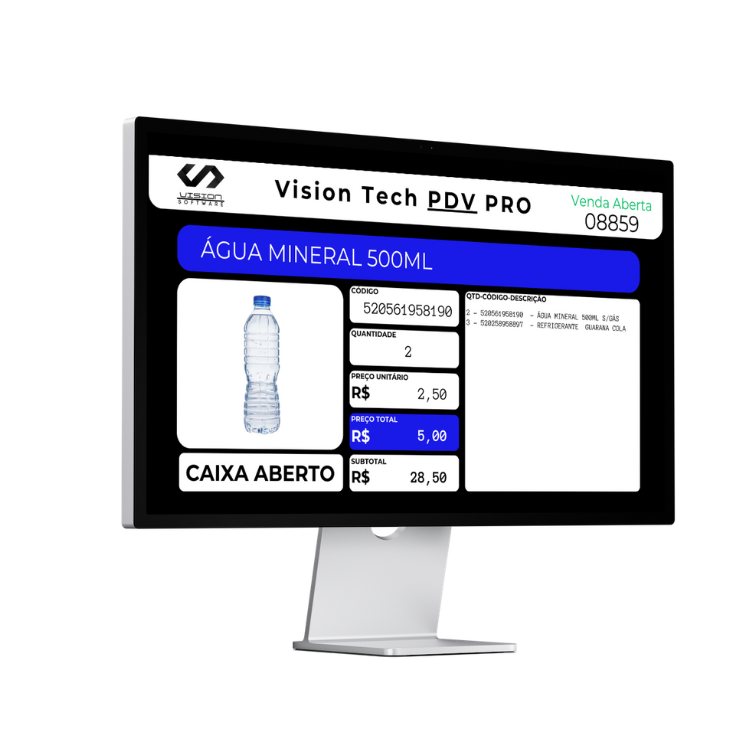 VISION
SOFTWARE
Vision Tech PDV PRO
Venda Aberta
08859
ÁGUA MINERAL 500ML
CÓDIGO
520561958190
QUANTIDADE
2
PREÇO UNITÁRIO
R$ 2,50
PREÇO TOTAL
R$ 5,00
SUBTOTAL
R$ 28,50
CAIXA ABERTO
QTD-CÓDIGO-DESCRIÇÃO
2 - 520561958190 - ÁGUA MINERAL 500ML S/GÁS
3 - 520258958897 - REFRIGERANTE GUARANA COLA